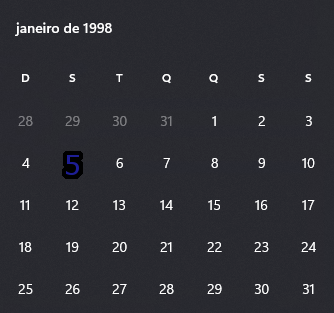 janeiro de 1998
D S T Q Q S S
28 29 30 31 1 2 3
4 5 6 7 8 9 10
11 12 13 14 15 16 17
18 19 20 21 22 23 24
25 26 27 28 29 30 31